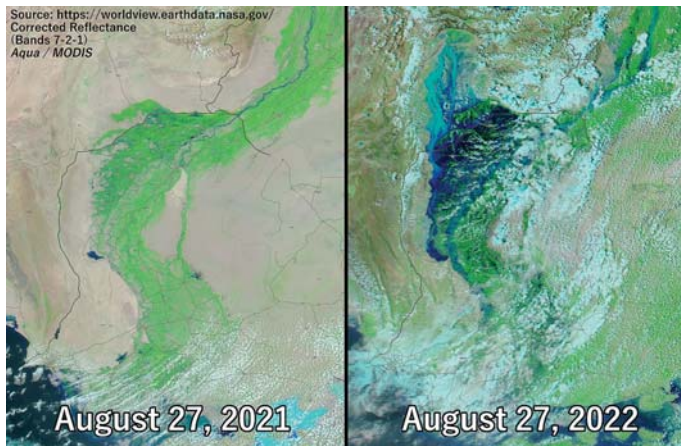 Source: https://worldview.earthdata.nasa.gov/
Corrected Reflectance
(Bands 7-2-1)
Aqua / MODIS
August 27, 2021
August 27, 2022